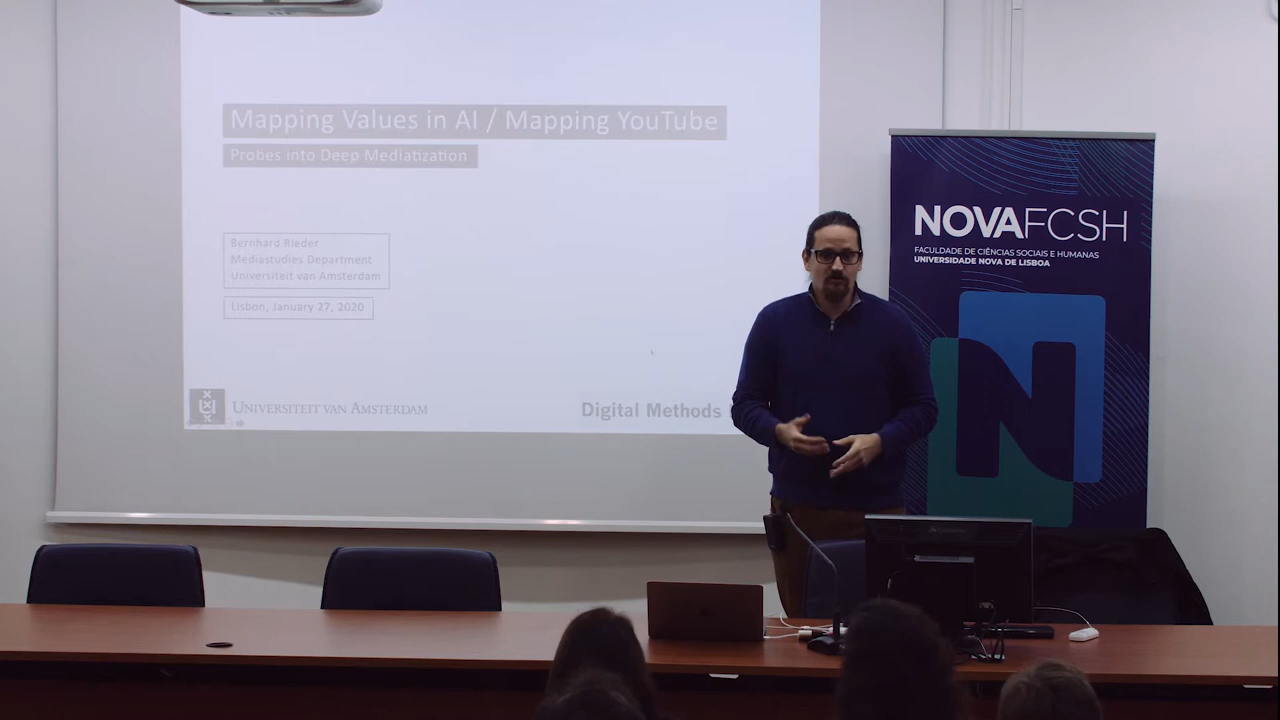 Mapping Values in AI / Mapping YouTube
Probes into Deep Mediatization
Bernhard Rieder
Mediastudies Department
Universiteit van Amsterdam
Lisbon, January 27, 2020
UNIVERSITEIT VAN AMSTERDAM
Digital Methods
NOVAFCSH
FACULDADE DE CIÊNCIAS SOCIAIS E HUMANAS
UNIVERSIDADE NOVA DE LISBOA